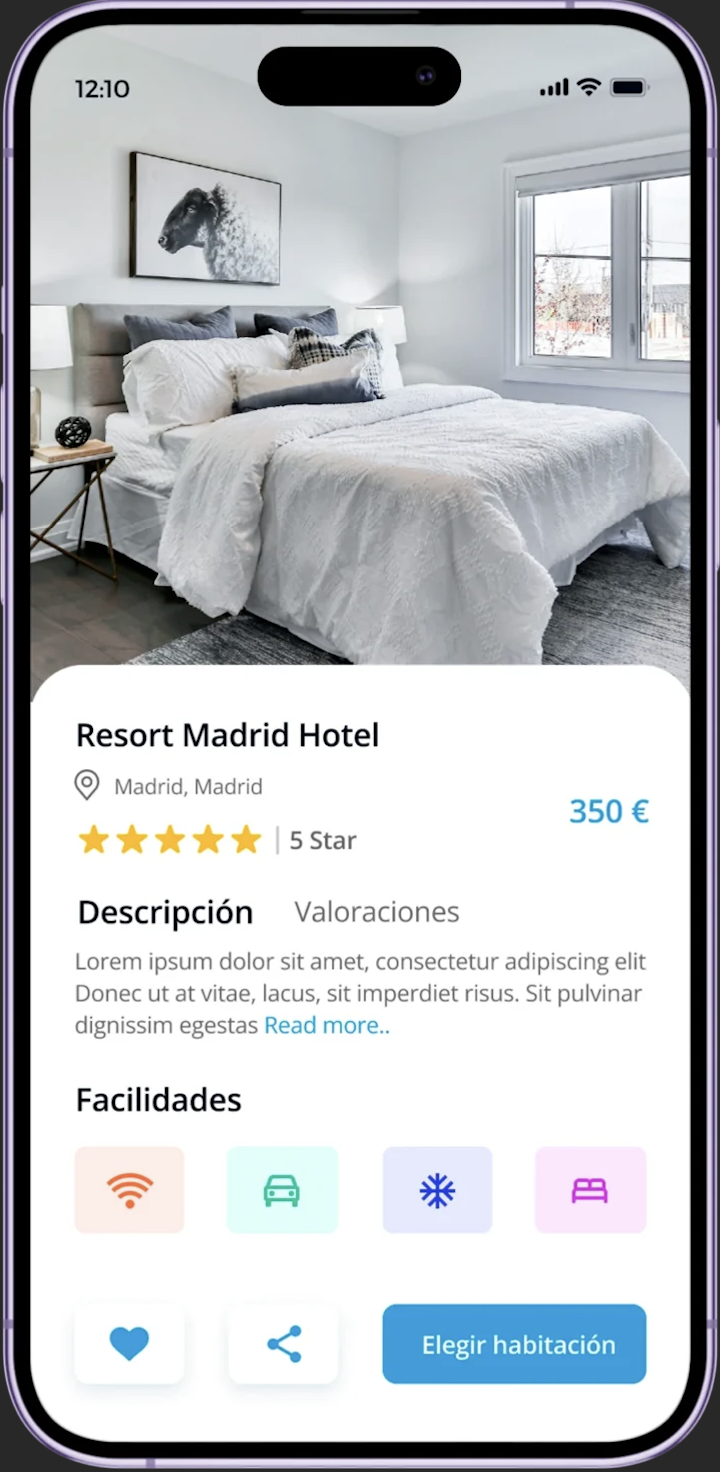 12:10
Resort Madrid Hotel
Madrid, Madrid
350 €
5 Star
Descripción Valoraciones
Lorem ipsum dolor sit amet, consectetur adipiscing elit
Donec ut at vitae, lacus, sit imperdiet risus. Sit pulvinar
dignissim egestas Read more..
Facilidades
Elegir habitación